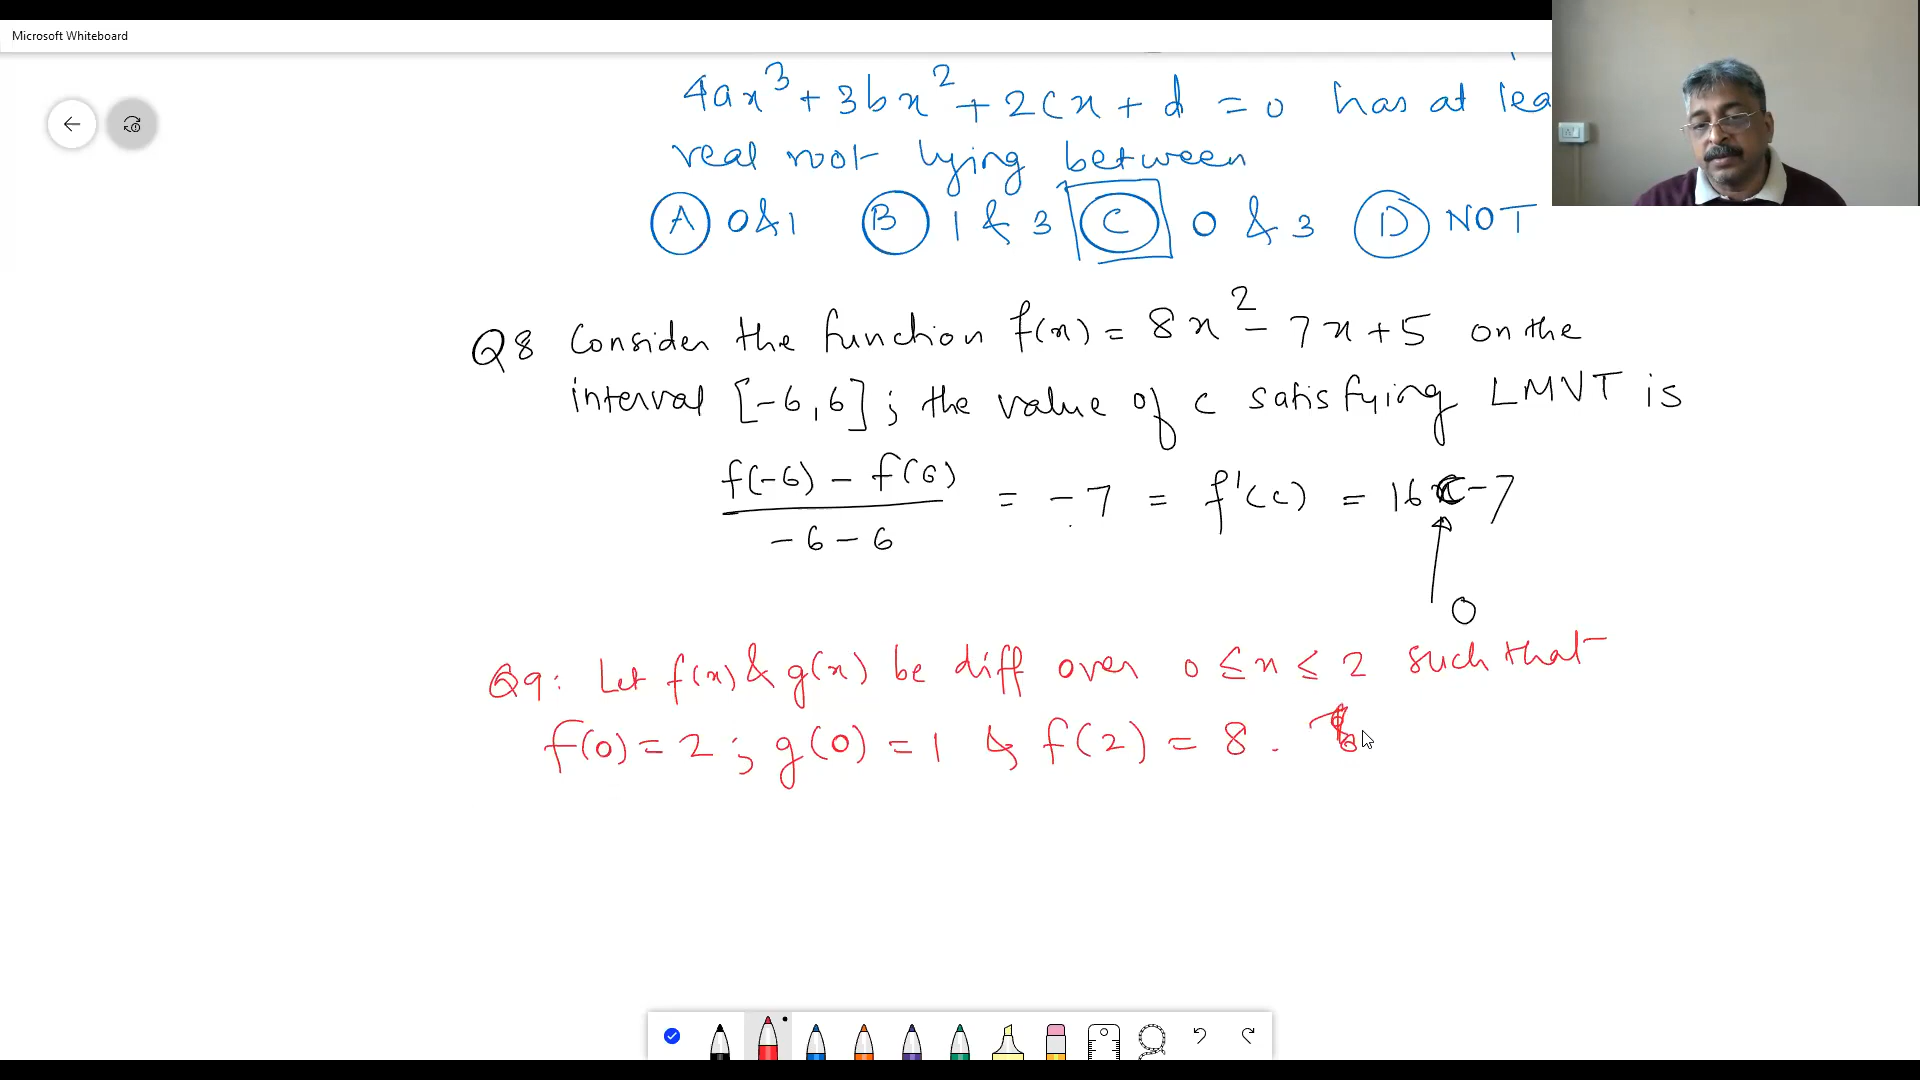 Microsoft Whiteboard
4ax³ + 3bx² + 2cx + d = 0 has at lea
real root lying between
A 0 & 1 B 1 & 3 C 0 & 3 D NOT
Q8 Consider the function f(x) = 8x² - 7x + 5 on the
interval [-6, 6] ; the value of c satisfying LMVT is
f(-6) - f(6)
= -7 = f'(c) = 16c - 7
-6 - 6
0
Q9: Let f(x) & g(x) be diff over 0 ≤ x ≤ 2 such that
f(0) = 2 ; g(0) = 1 & f(2) = 8 .